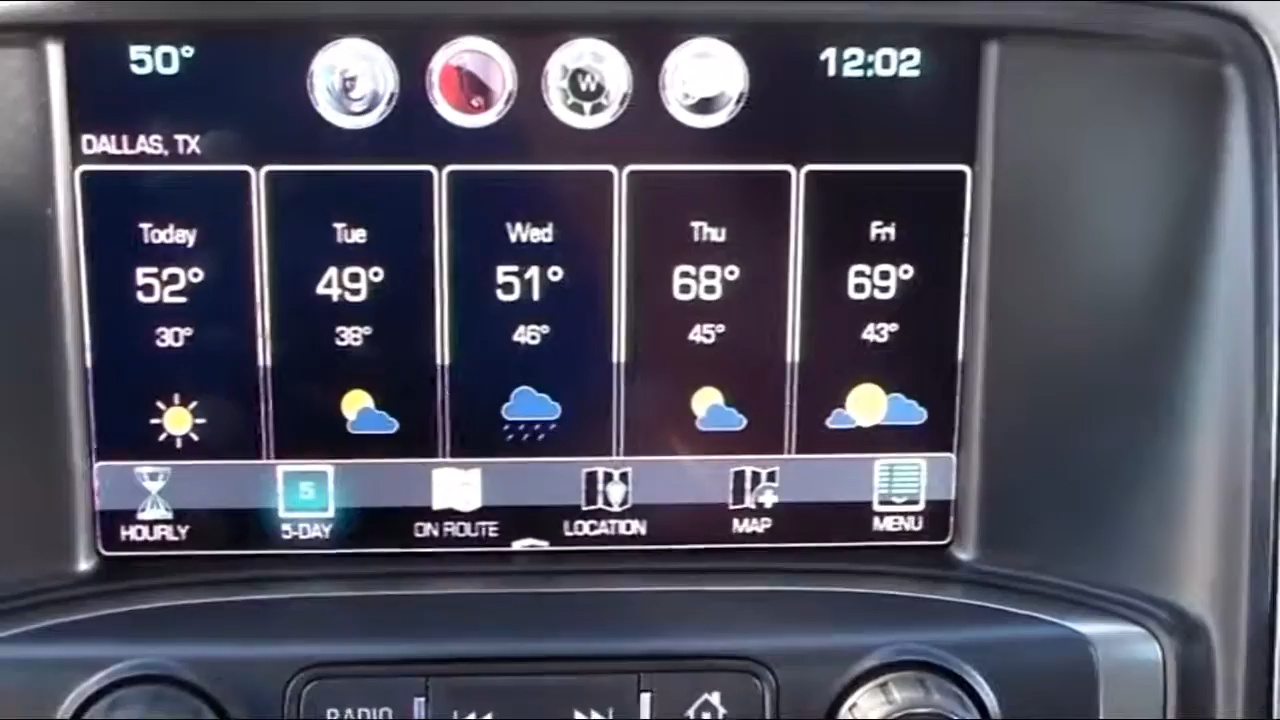 50° W 12:02
DALLAS, TX
Today Tue Wed Thu Fri
52° 49° 51° 68° 69°
30° 38° 46° 45° 43°
5
HOURLY 5-DAY ON ROUTE LOCATION MAP MENU
RADIO